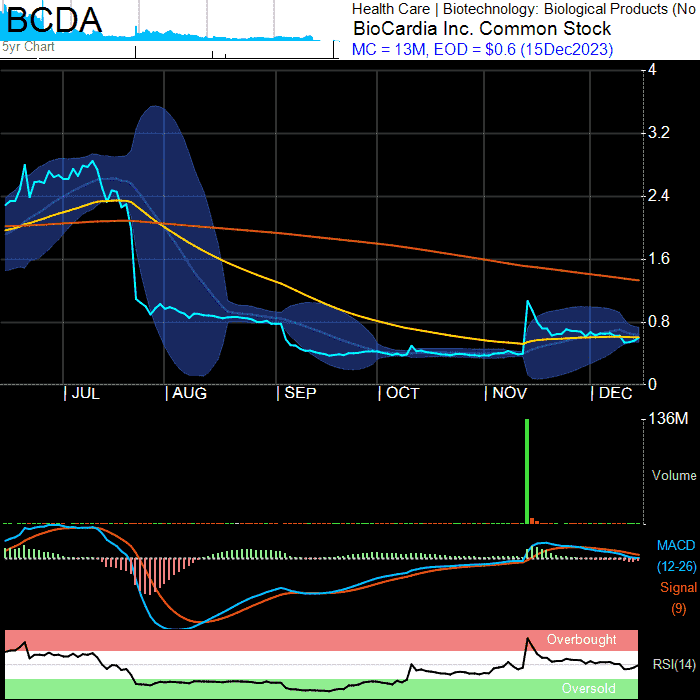 BCDA
Health Care | Biotechnology: Biological Products (No
BioCardia Inc. Common Stock
5yr Chart
MC = 13M, EOD = $0.6 (15Dec2023)
4
3.2
2.4
1.6
0.8
0
| JUL
| AUG
| SEP
| OCT
| NOV
| DEC
136M
Volume
MACD
(12-26)
Signal
(9)
Overbought
RSI(14)
Oversold